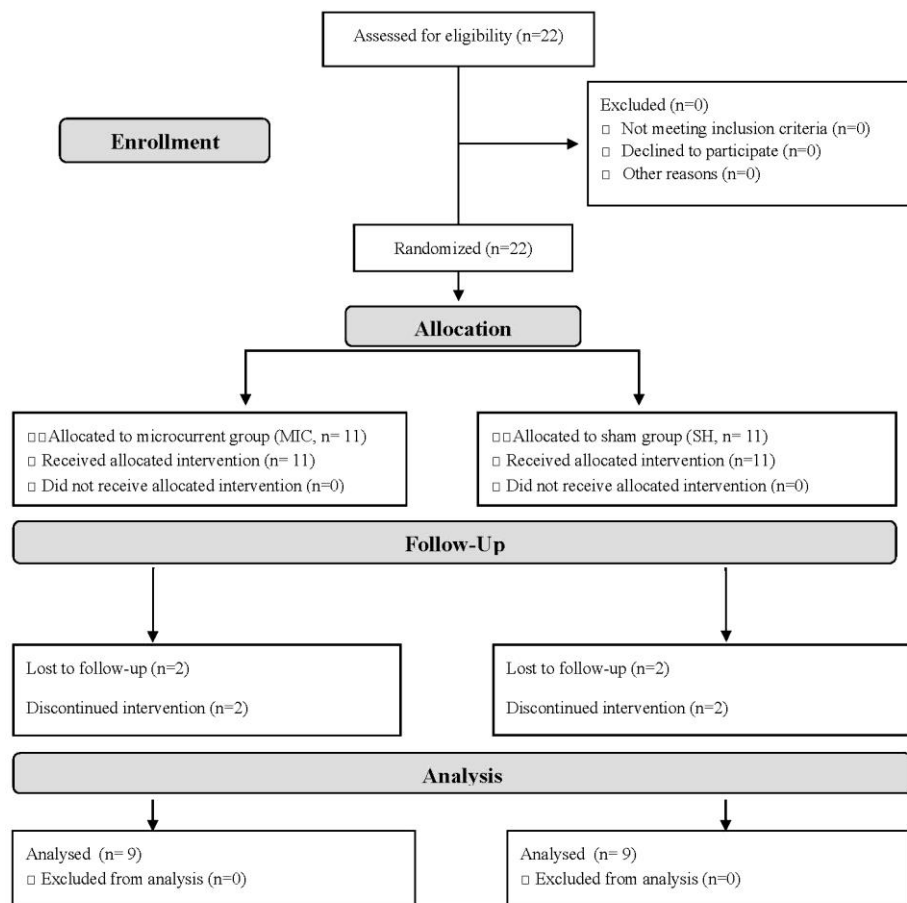 Assessed for eligibility (n=22)
Excluded (n=0)
□ Not meeting inclusion criteria (n=0)
□ Declined to participate (n=0)
□ Other reasons (n=0)
Enrollment
Randomized (n=22)
Allocation
□□Allocated to microcurrent group (MIC, n= 11)
□ Received allocated intervention (n= 11)
□ Did not receive allocated intervention (n=0)
□□Allocated to sham group (SH, n= 11)
□ Received allocated intervention (n=11)
□ Did not receive allocated intervention (n=0)
Follow-Up
Lost to follow-up (n=2)
Discontinued intervention (n=2)
Lost to follow-up (n=2)
Discontinued intervention (n=2)
Analysis
Analysed (n= 9)
□ Excluded from analysis (n=0)
Analysed (n= 9)
□ Excluded from analysis (n=0)